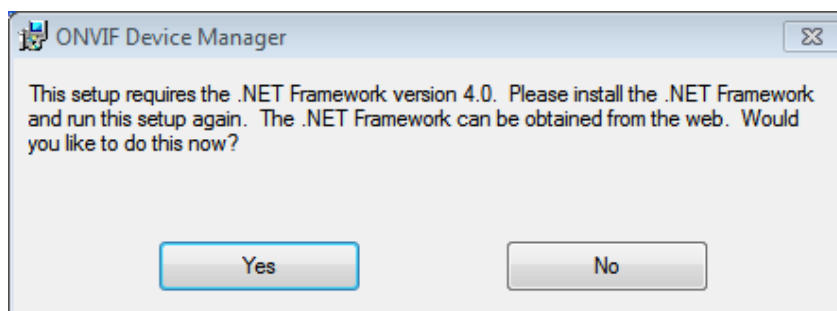 ONVIF Device Manager
This setup requires the .NET Framework version 4.0.  Please install the .NET Framework
and run this setup again.  The .NET Framework can be obtained from the web.  Would
you like to do this now?
Yes
No